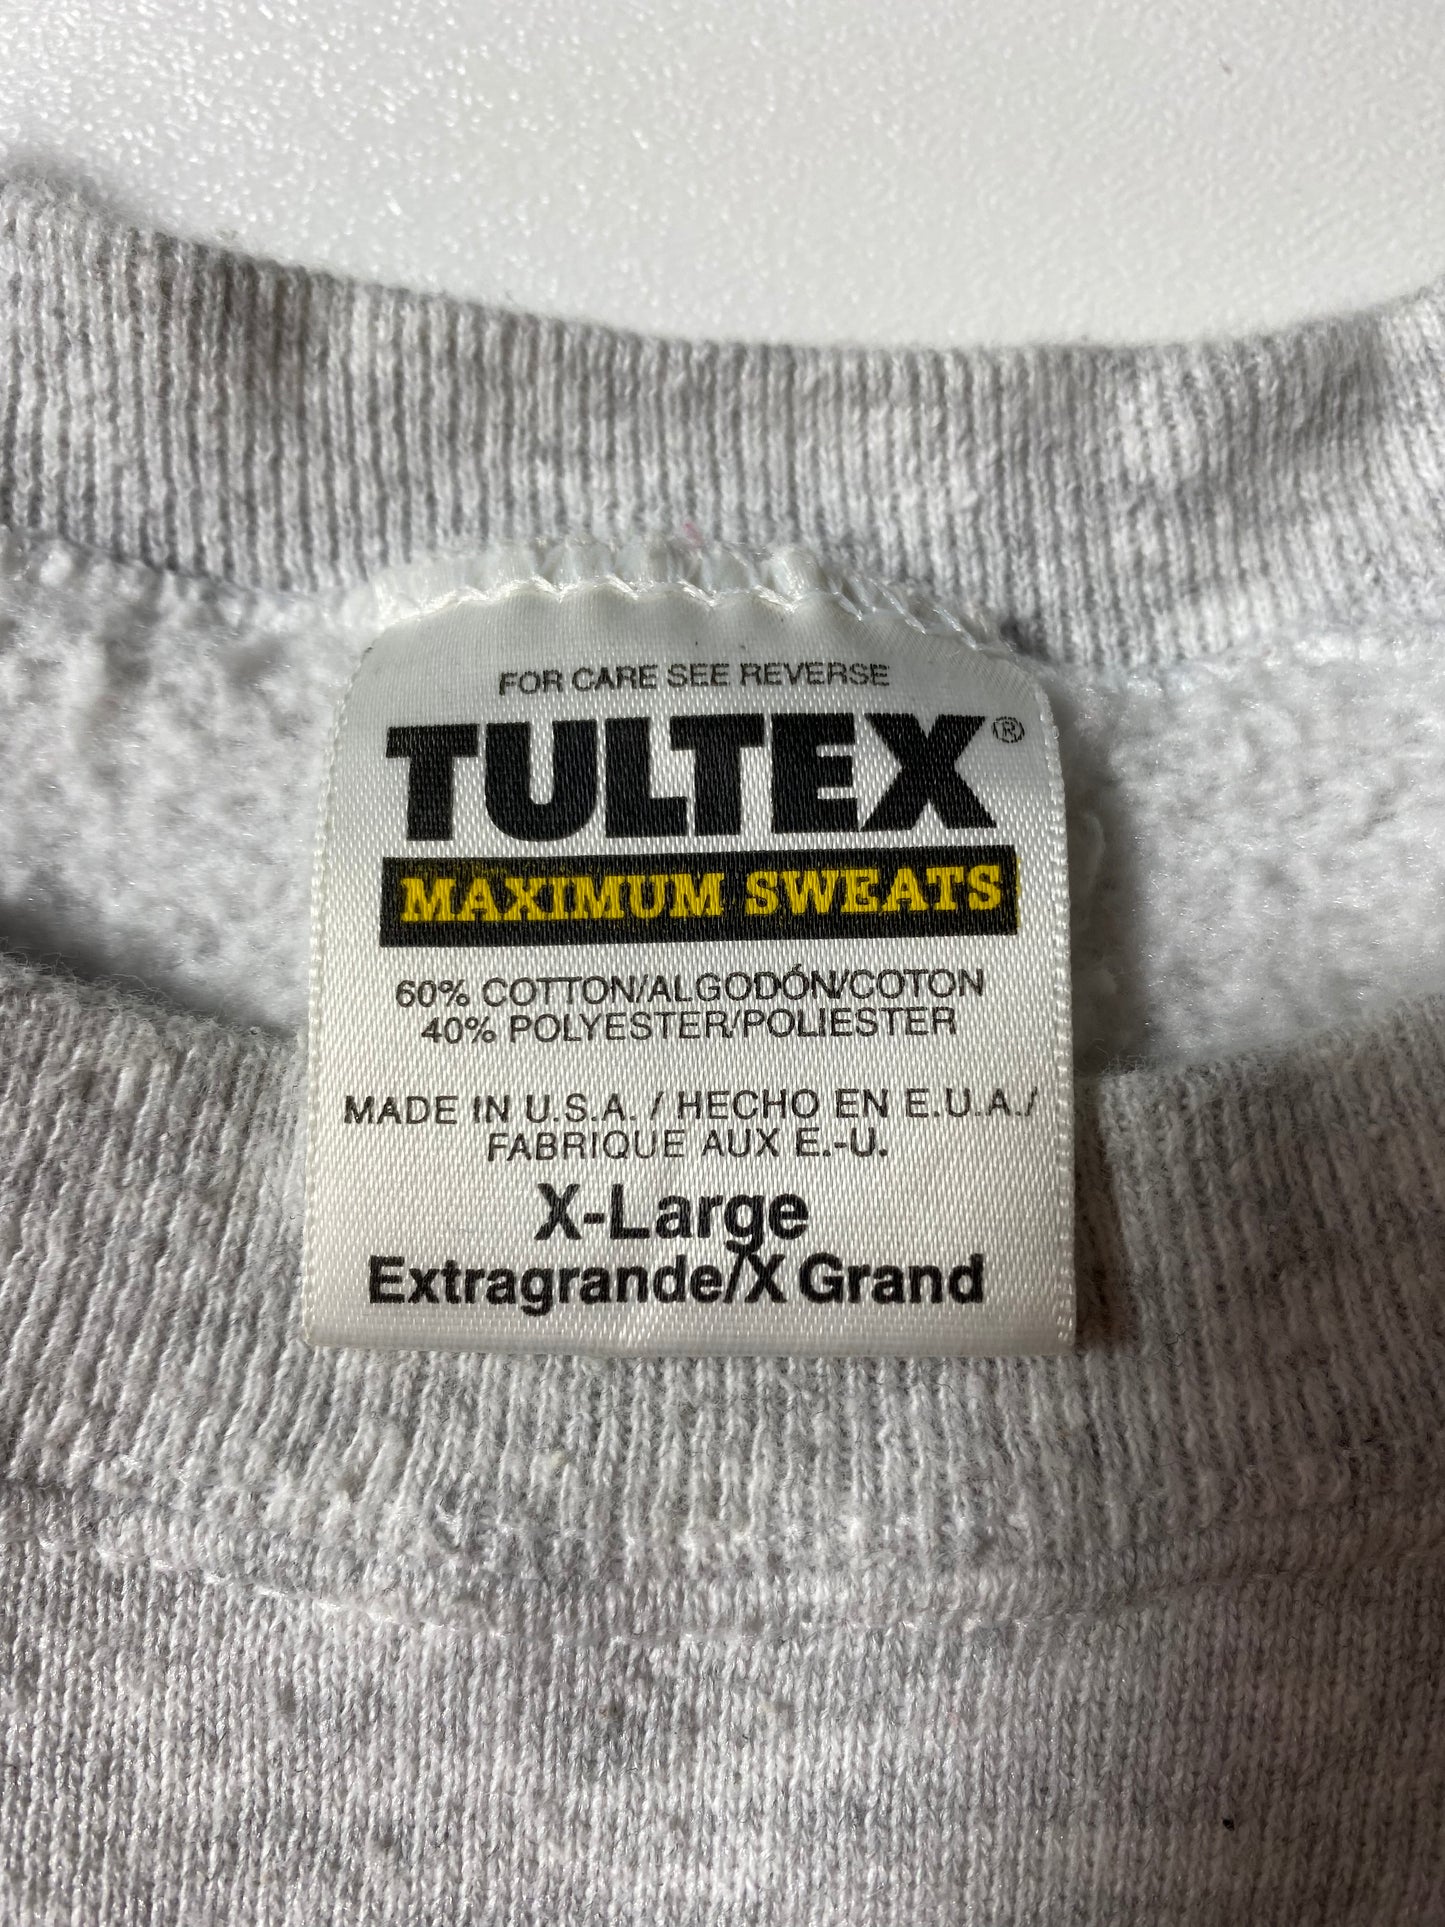 FOR CARE SEE REVERSE
TULTEX®
MAXIMUM SWEATS
60% COTTON/ALGODÓN/COTON
40% POLYESTER/POLIESTER
MADE IN U.S.A. / HECHO EN E.U.A./
FABRIQUE AUX E.-U.
X-Large
Extragrande/X Grand